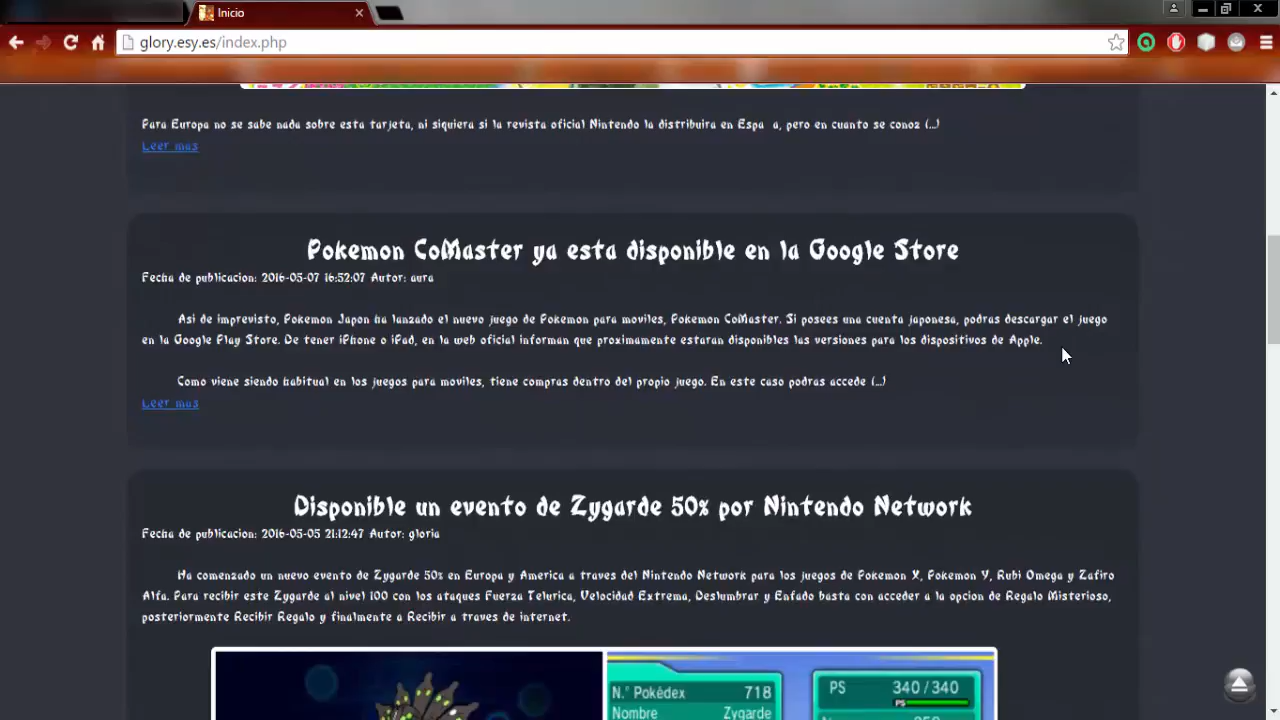 Inicio
glory.esy.es/index.php
Para Europa no se sabe nada sobre esta tarjeta, ni siquiera si la revista oficial Nintendo la distribuira en Espa a, pero en cuanto se conoz (...)
Leer mas
Pokemon CoMaster ya esta disponible en la Google Store
Fecha de publicacion: 2016-05-07 16:52:07 Autor: aura
Asi de imprevisto, Pokemon Japon ha lanzado el nuevo juego de Pokemon para moviles, Pokemon CoMaster. Si posees una cuenta japonesa, podras descargar el juego
en la Google Play Store. De tener iPhone o iPad, en la web oficial informan que proximamente estaran disponibles las versiones para los dispositivos de Apple.
Como viene siendo habitual en los juegos para moviles, tiene compras dentro del propio juego. En este caso podras accede (...)
Leer mas
Disponible un evento de Zygarde 50% por Nintendo Network
Fecha de publicacion: 2016-05-05 21:12:47 Autor: gloria
Ha comenzado un nuevo evento de Zygarde 50% en Europa y America a traves del Nintendo Network para los juegos de Pokemon X, Pokemon Y, Rubi Omega y Zafiro
Alfa. Para recibir este Zygarde al nivel 100 con los ataques Fuerza Telurica, Velocidad Extrema, Deslumbrar y Enfado basta con acceder a la opcion de Regalo Misterioso,
posteriormente Recibir Regalo y finalmente a Recibir a traves de internet.
N.° Pokédex 718
PS 340/340
PS
Nombre Zygarde